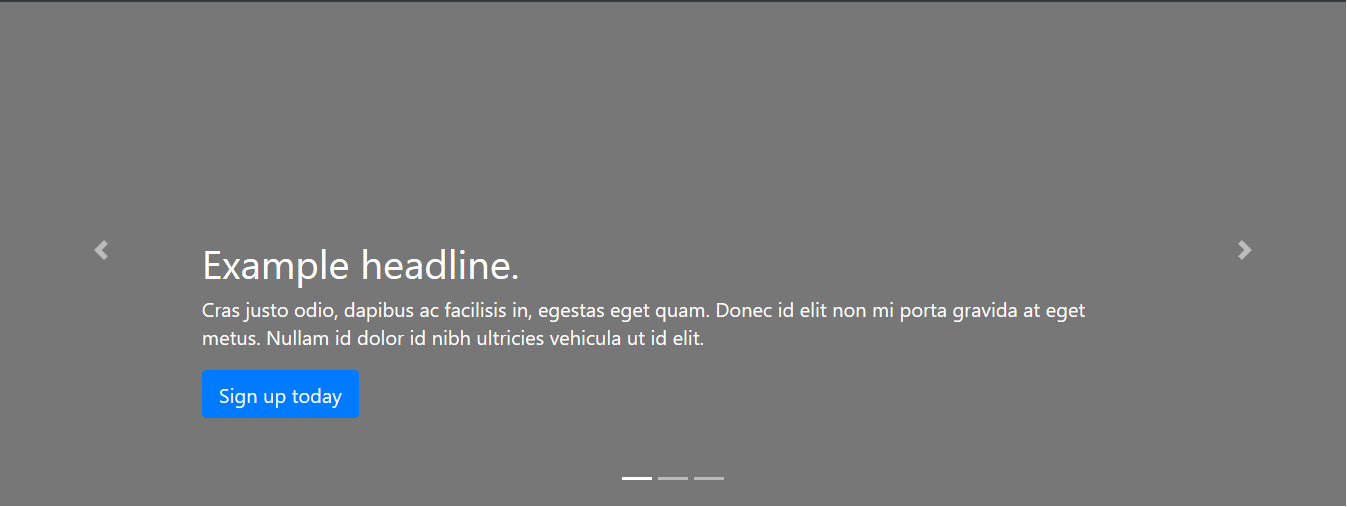 Example headline.
Cras justo odio, dapibus ac facilisis in, egestas eget quam. Donec id elit non mi porta gravida at eget
metus. Nullam id dolor id nibh ultricies vehicula ut id elit.
Sign up today